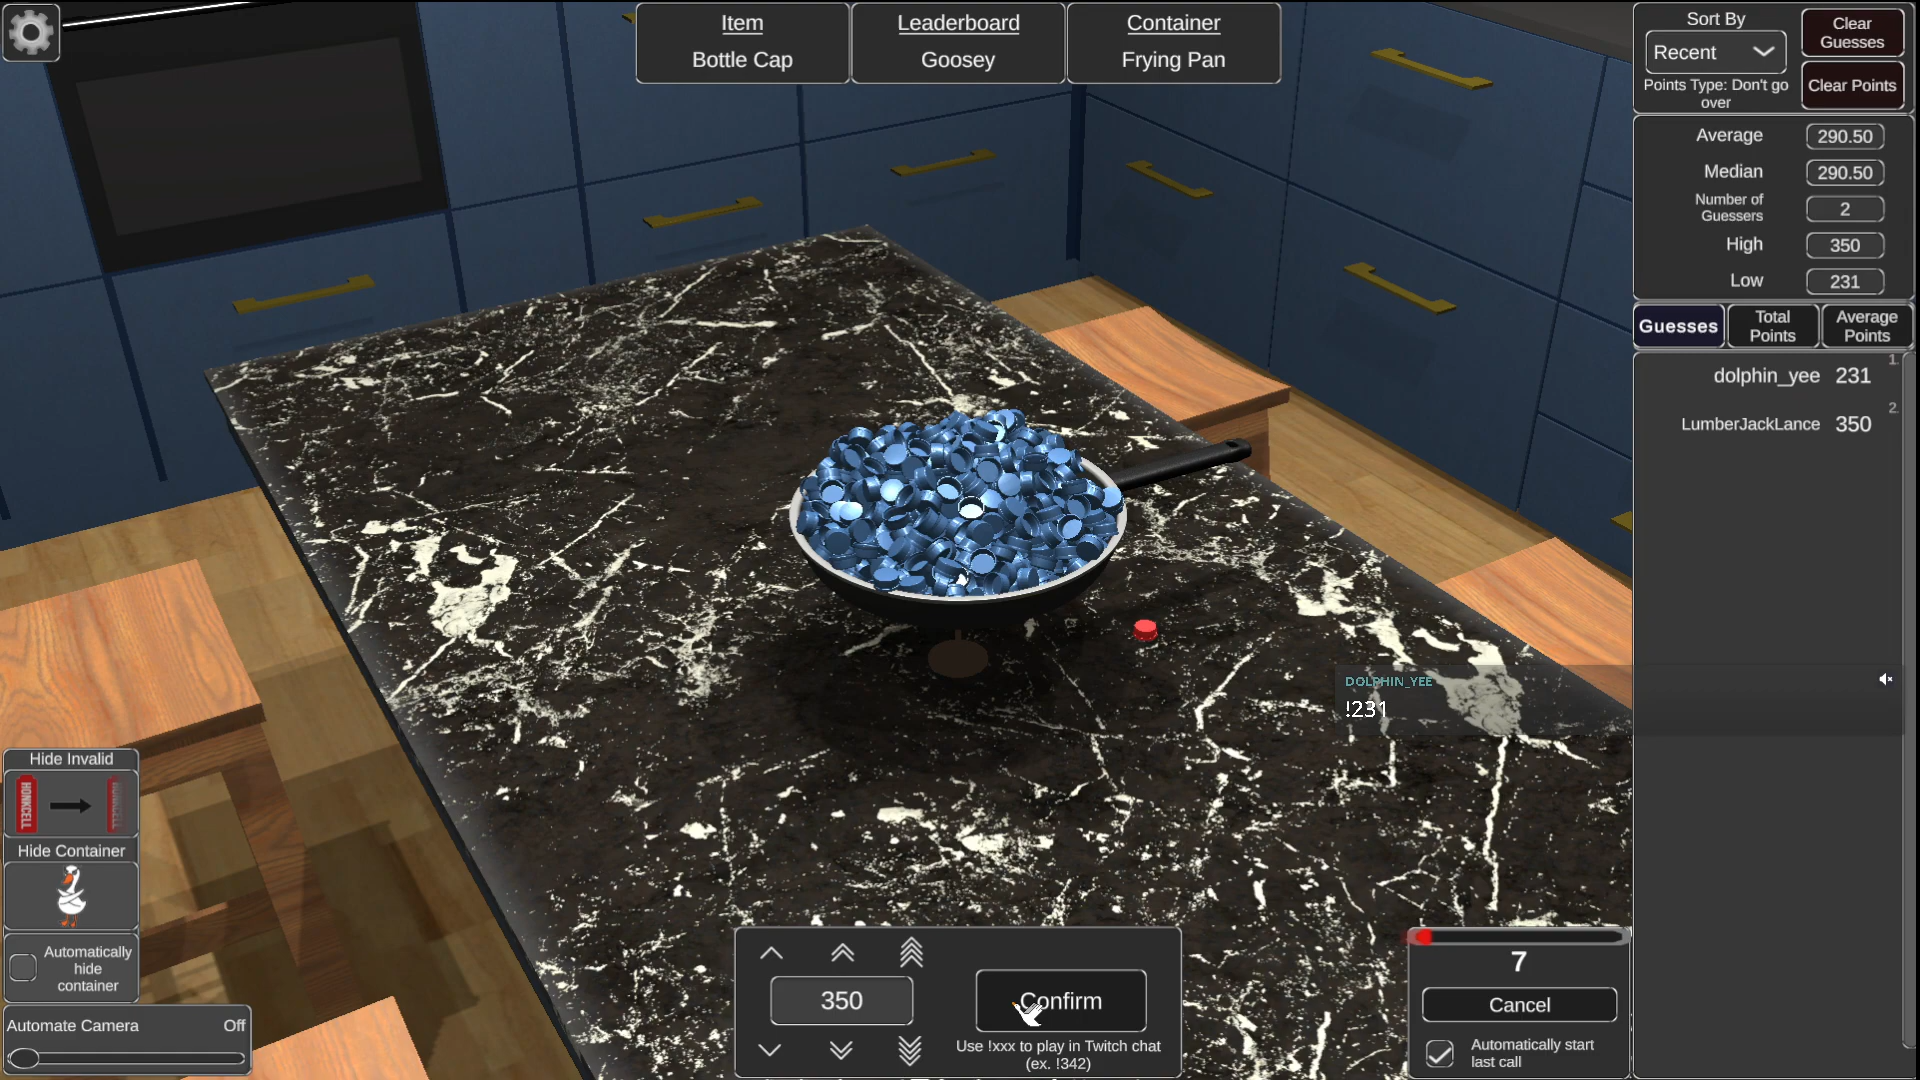 Item
Bottle Cap
Leaderboard
Goosey
Container
Frying Pan
Sort By
Recent
Points Type: Don't go
over
Clear
Guesses
Clear Points
Average
290.50
Median
290.50
Number of
Guessers
2
High
350
Low
231
Guesses
Total
Points
Average
Points
1.
dolphin_yee 231
2.
LumberJackLance 350
DOLPHIN_YEE
!231
Hide Invalid
HONKCELL
Hide Container
Automatically
hide
container
Automate Camera Off
350
Confirm
Use !xxx to play in Twitch chat
(ex. !342)
7
Cancel
Automatically start
last call